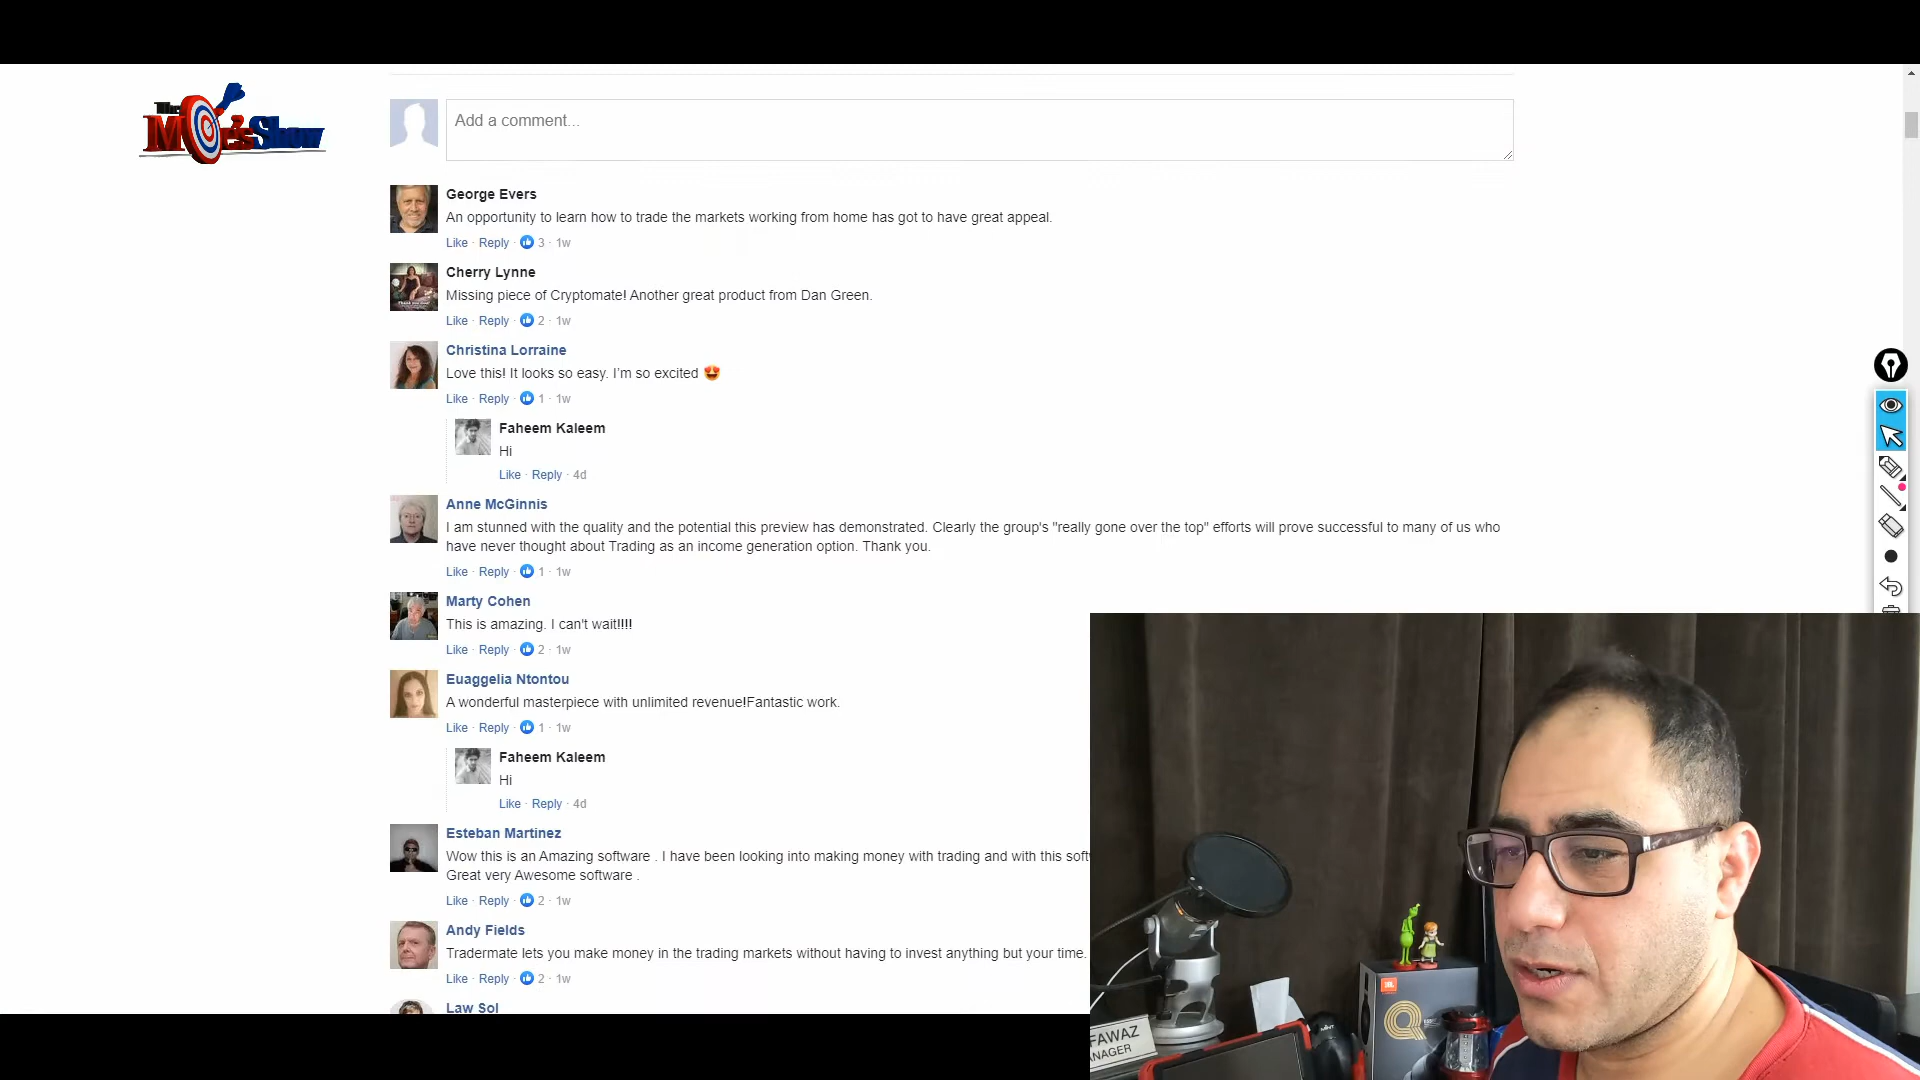 The
Moe'sShow
Add a comment...
George Evers
An opportunity to learn how to trade the markets working from home has got to have great appeal.
Like · Reply · 3 · 1w
Cherry Lynne
Missing piece of Cryptomate! Another great product from Dan Green.
Like · Reply · 2 · 1w
Christina Lorraine
Love this! It looks so easy. I'm so excited 😍
Like · Reply · 1 · 1w
Faheem Kaleem
Hi
Like · Reply · 4d
Anne McGinnis
I am stunned with the quality and the potential this preview has demonstrated. Clearly the group's "really gone over the top" efforts will prove successful to many of us who
have never thought about Trading as an income generation option. Thank you.
Like · Reply · 1 · 1w
Marty Cohen
This is amazing. I can't wait!!!!
Like · Reply · 2 · 1w
Euaggelia Ntontou
A wonderful masterpiece with unlimited revenue!Fantastic work.
Like · Reply · 1 · 1w
Faheem Kaleem
Hi
Like · Reply · 4d
Esteban Martinez
Wow this is an Amazing software . I have been looking into making money with trading and with this soft
Great very Awesome software .
Like · Reply · 2 · 1w
Andy Fields
Tradermate lets you make money in the trading markets without having to invest anything but your time.
Like · Reply · 2 · 1w
Law Sol
JBL
FAWAZ
ANAGER